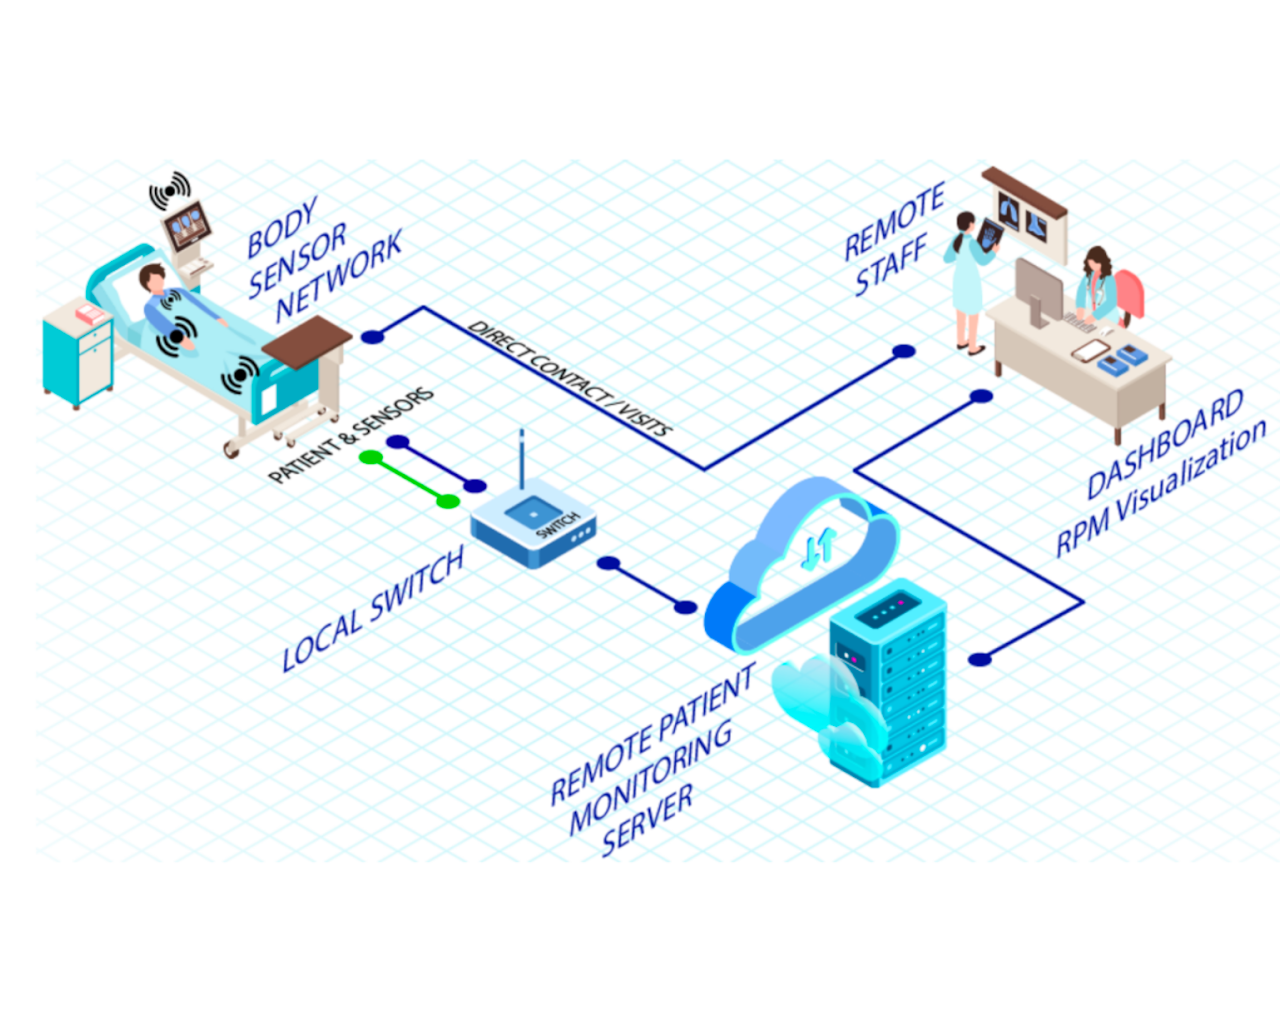 BODY
SENSOR
NETWORK
REMOTE
STAFF
DIRECT CONTACT / VISITS
PATIENT & SENSORS
SWITCH
LOCAL SWITCH
DASHBOARD
RPM Visualization
REMOTE PATIENT
MONITORING
SERVER